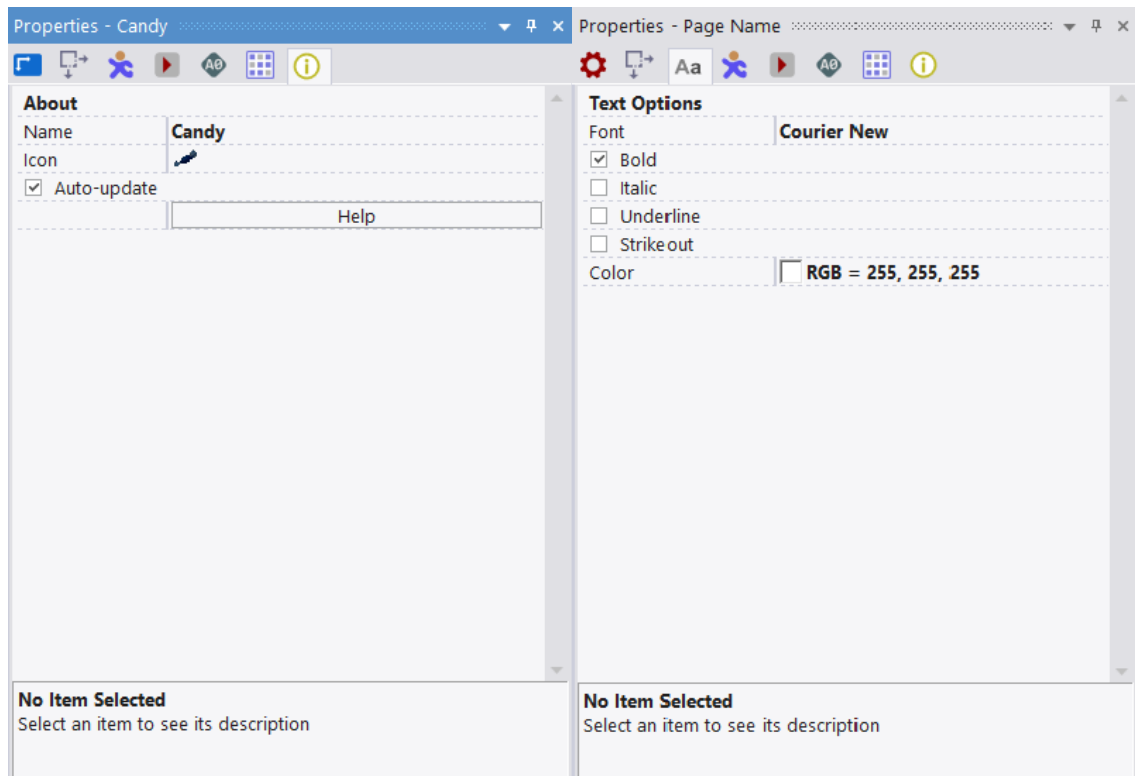 Properties - Candy
About
Name Candy
Icon
Auto-update
Help
No Item Selected
Select an item to see its description
Properties - Page Name
Aa
Text Options
Font Courier New
Bold
Italic
Underline
Strikeout
Color RGB = 255, 255, 255
No Item Selected
Select an item to see its description